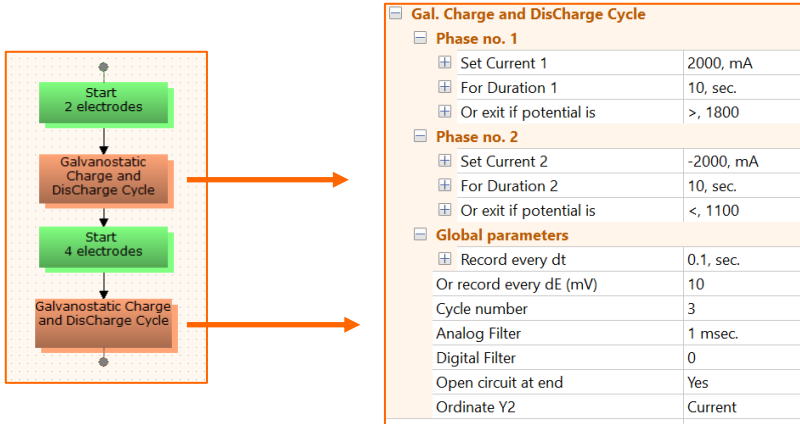 Start
2 electrodes
Galvanostatic
Charge and
DisCharge Cycle
Start
4 electrodes
Galvanostatic Charge
and DisCharge Cycle
Gal. Charge and DisCharge Cycle
Phase no. 1
Set Current 1 2000, mA
For Duration 1 10, sec.
Or exit if potential is >, 1800
Phase no. 2
Set Current 2 -2000, mA
For Duration 2 10, sec.
Or exit if potential is <, 1100
Global parameters
Record every dt 0.1, sec.
Or record every dE (mV) 10
Cycle number 3
Analog Filter 1 msec.
Digital Filter 0
Open circuit at end Yes
Ordinate Y2 Current